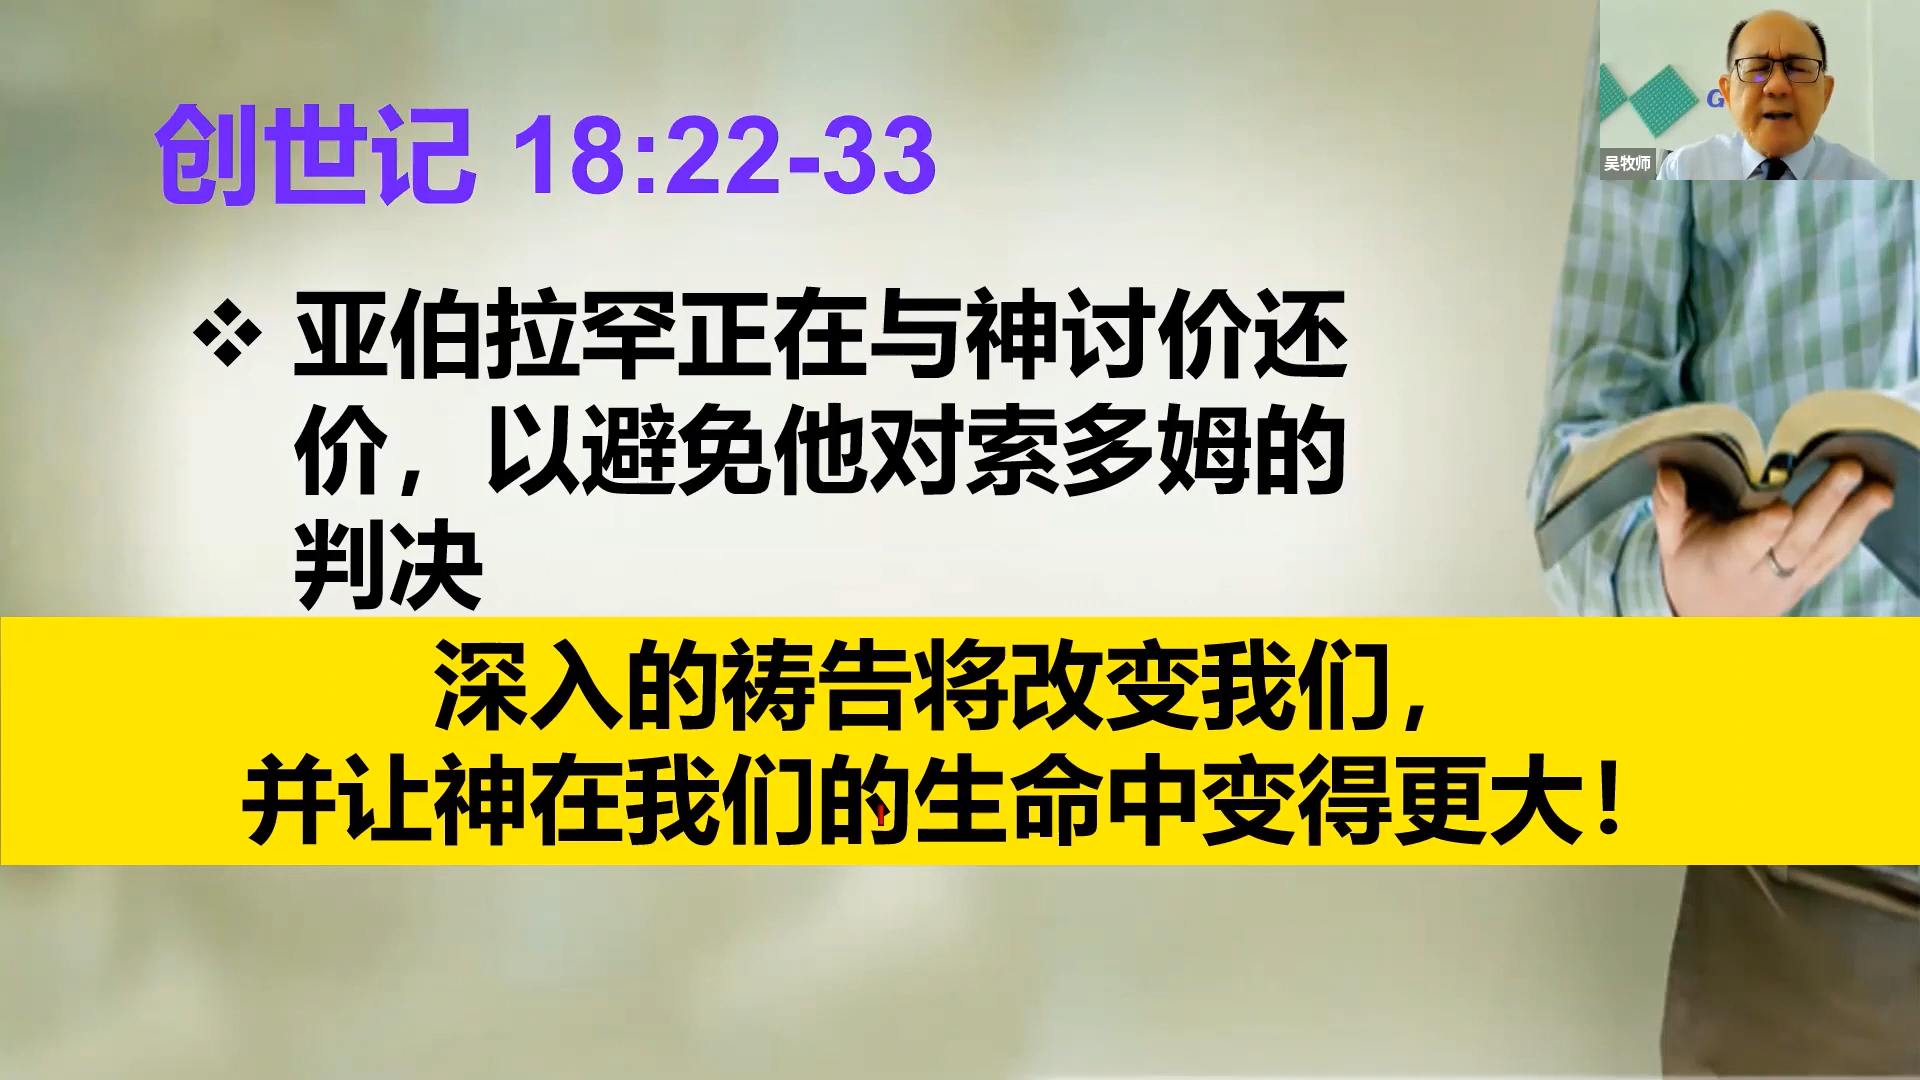 创世记 18:22-33
❖ 亚伯拉罕正在与神讨价还
价，以避免他对索多姆的
判决
深入的祷告将改变我们，
并让神在我们的生命中变得更大！
G
吴牧师